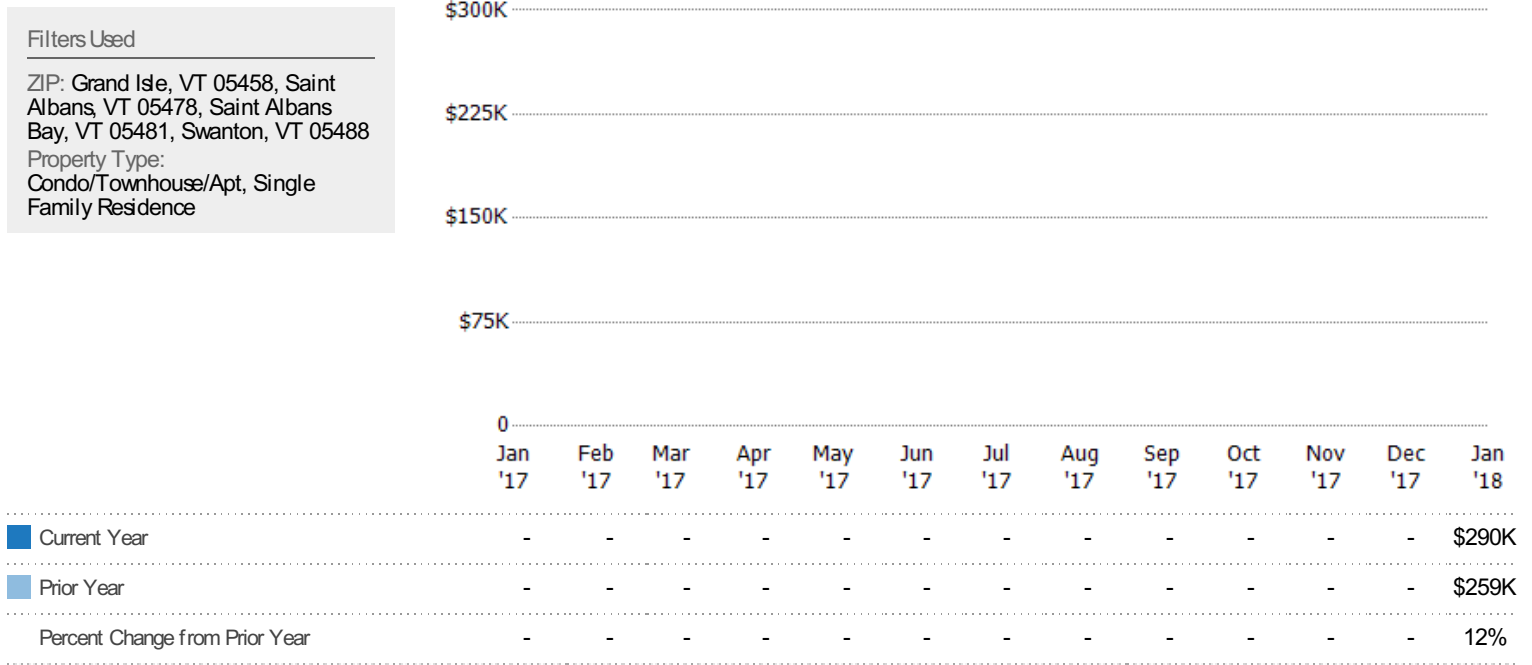 Filters Used
ZIP: Grand Isle, VT 05458, Saint
Albans, VT 05478, Saint Albans
Bay, VT 05481, Swanton, VT 05488
Property Type:
Condo/Townhouse/Apt, Single
Family Residence
$300K
$225K
$150K
$75K
0
Jan Feb Mar Apr May Jun Jul Aug Sep Oct Nov Dec Jan
'17 '17 '17 '17 '17 '17 '17 '17 '17 '17 '17 '17 '18
Current Year - - - - - - - - - - - - $290K
Prior Year - - - - - - - - - - - - $259K
Percent Change from Prior Year - - - - - - - - - - - - 12%